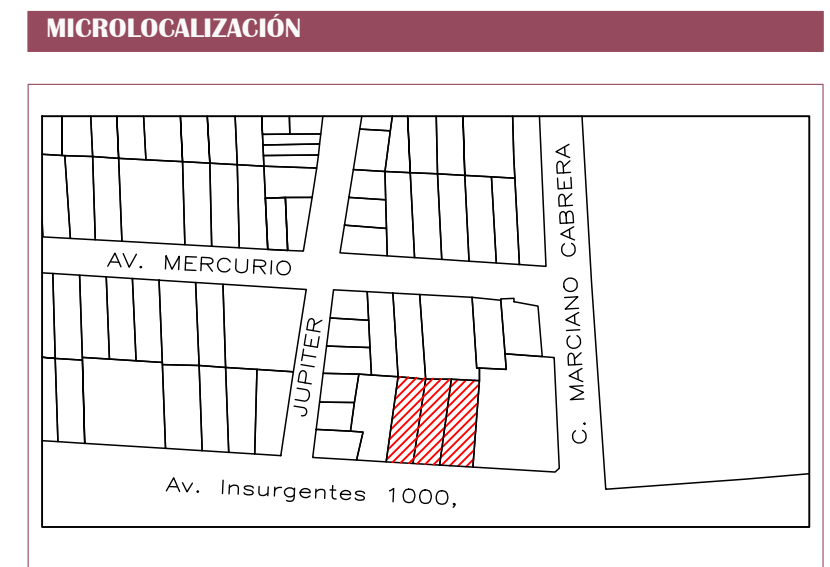 MICROLOCALIZACIÓN
AV. MERCURIO
JUPITER
C. MARCIANO CABRERA
Av. Insurgentes 1000,